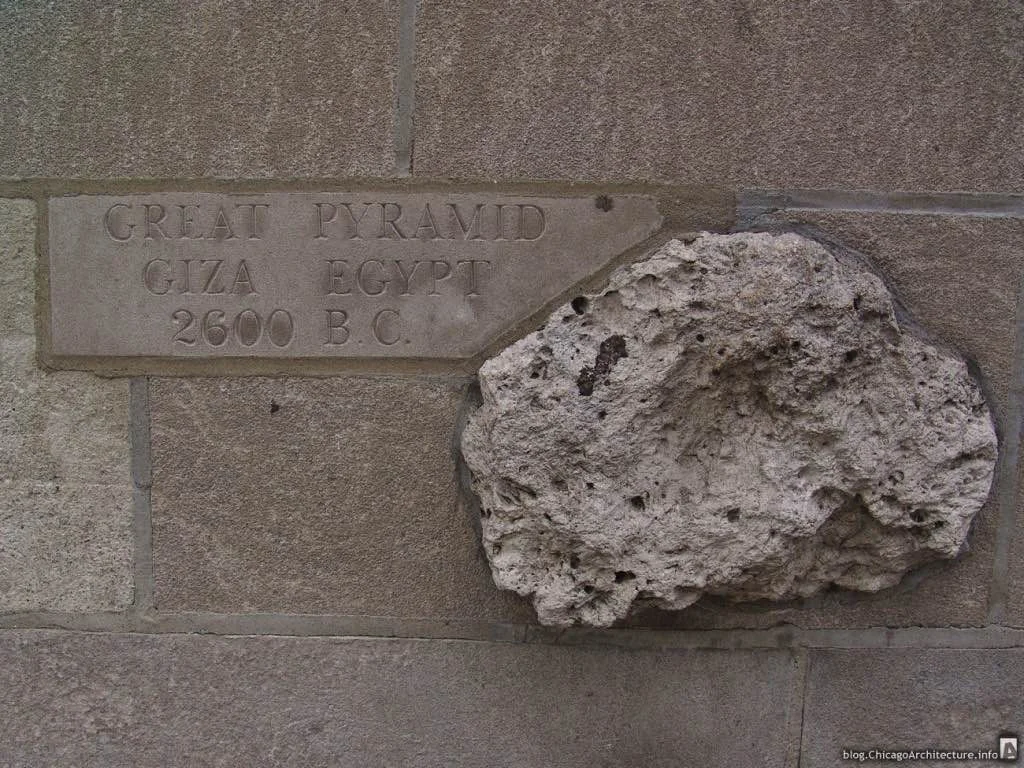 GREAT PYRAMID
GIZA EGYPT
2600 B.C.
blog.ChicagoArchitecture.info